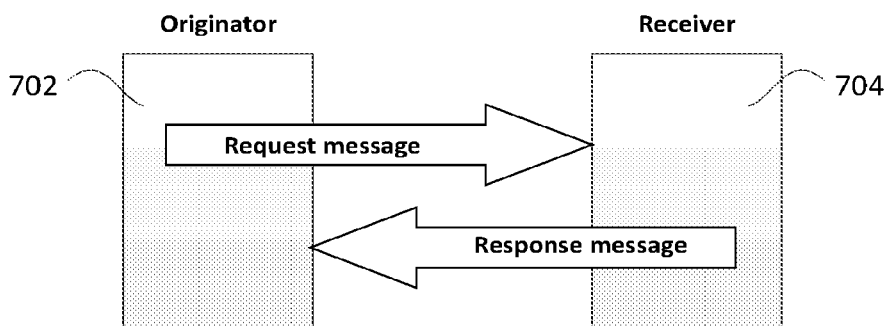 Originator
Receiver
702
704
Request message
Response message